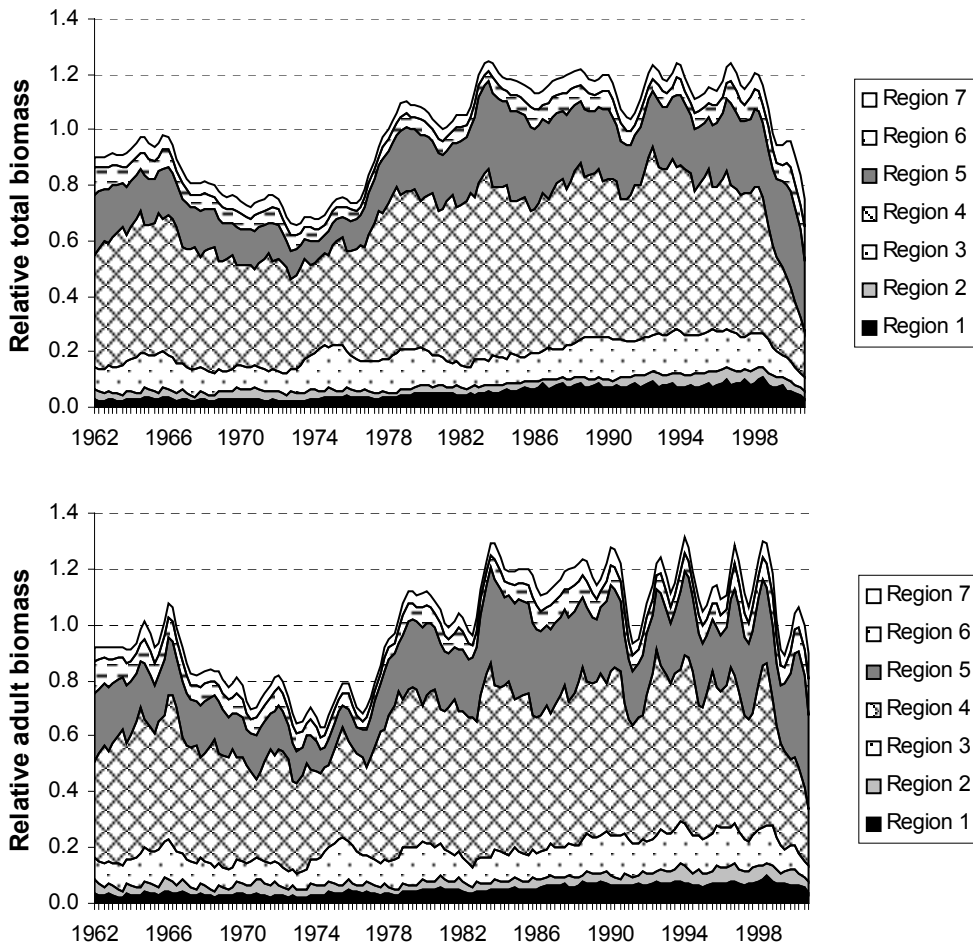 Relative total biomass
1.4
1.2
1.0
0.8
0.6
0.4
0.2
0.0
1962 1966 1970 1974 1978 1982 1986 1990 1994 1998
Region 7
Region 6
Region 5
Region 4
Region 3
Region 2
Region 1
Relative adult biomass
1.4
1.2
1.0
0.8
0.6
0.4
0.2
0.0
1962 1966 1970 1974 1978 1982 1986 1990 1994 1998
Region 7
Region 6
Region 5
Region 4
Region 3
Region 2
Region 1